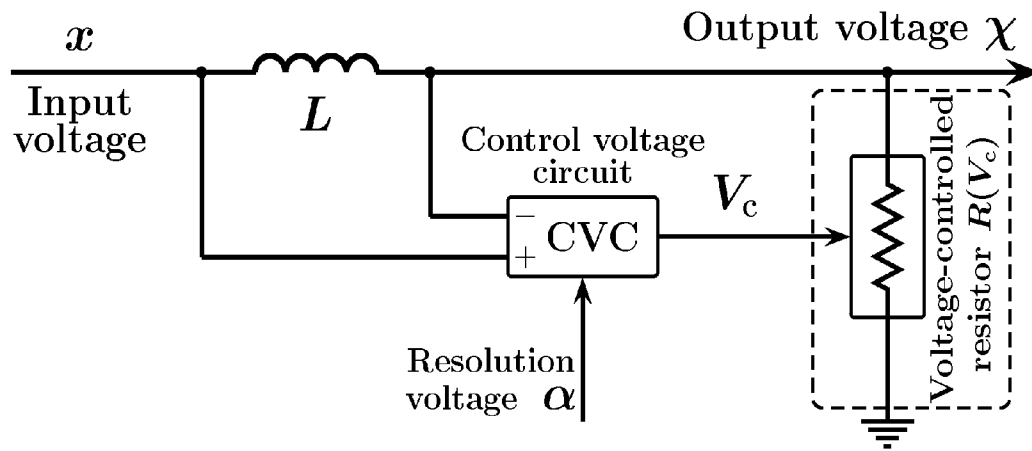 x
Output voltage χ
Input
voltage
L
Control voltage
circuit
V_c
−
+
CVC
Voltage-controlled
resistor R(V_c)
Resolution
voltage α